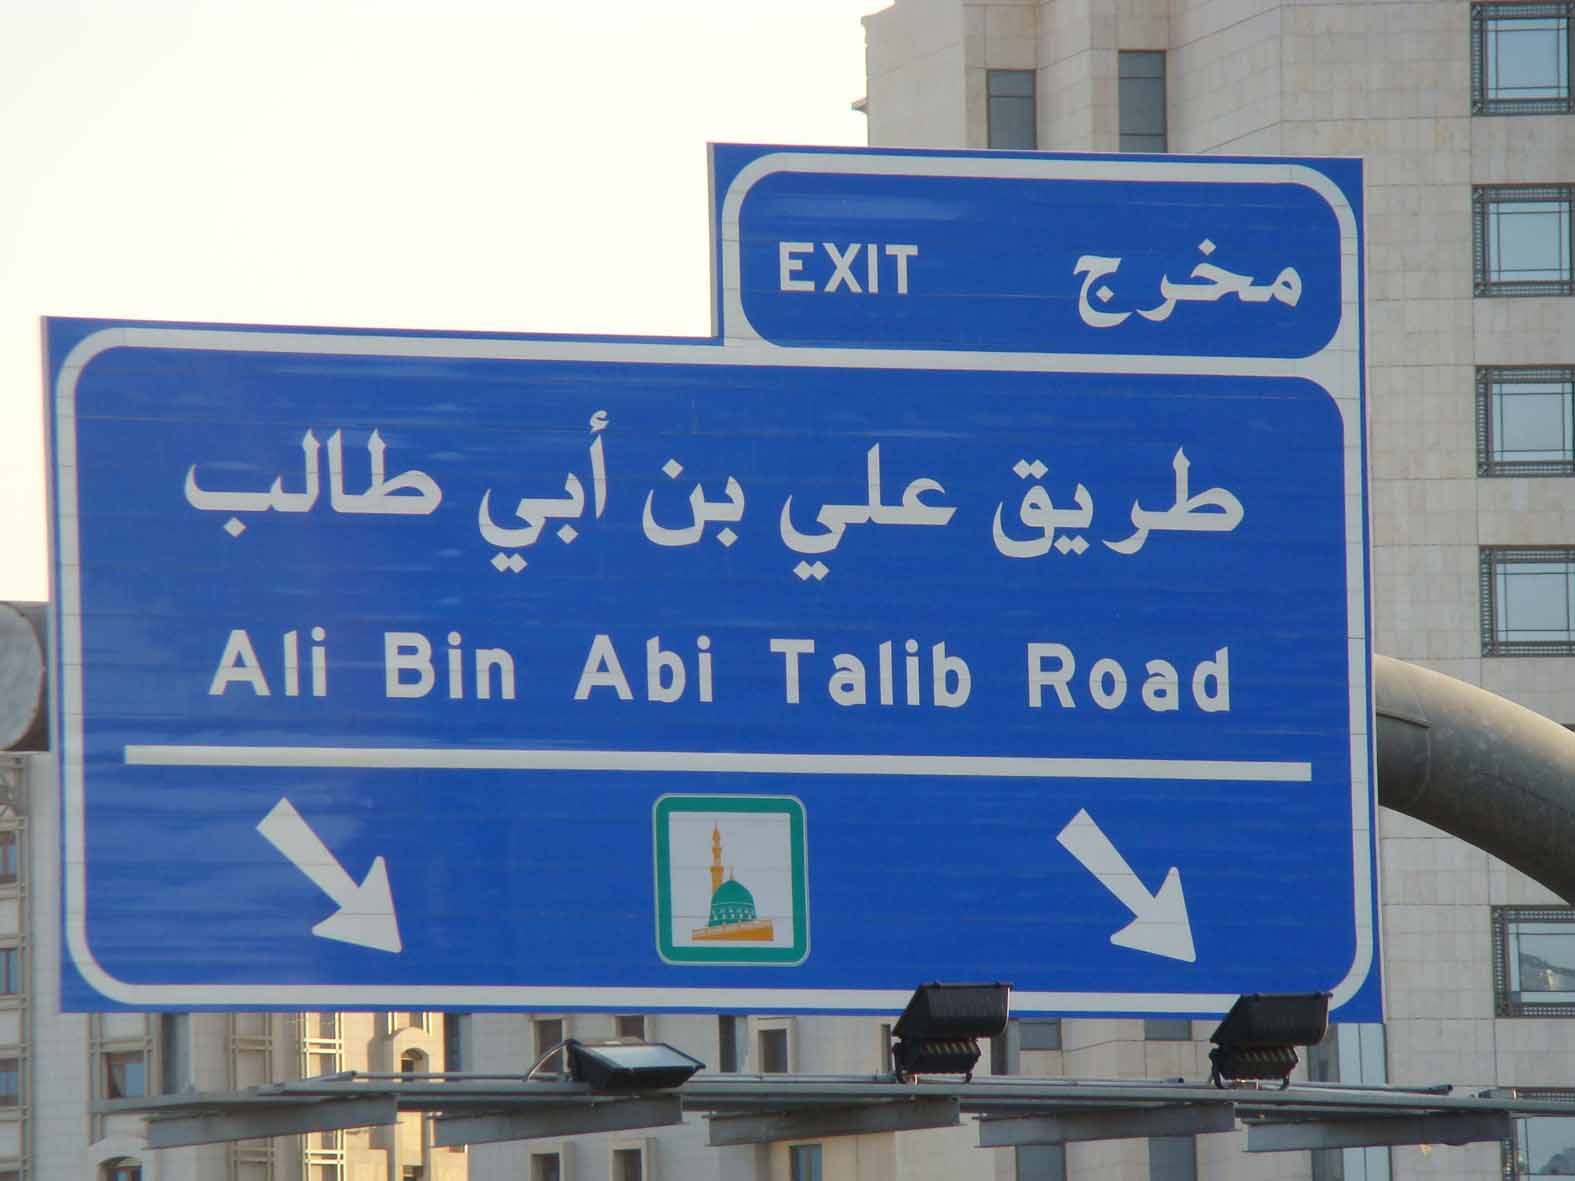 مخرج EXIT
طريق علي بن أبي طالب
Ali Bin Abi Talib Road